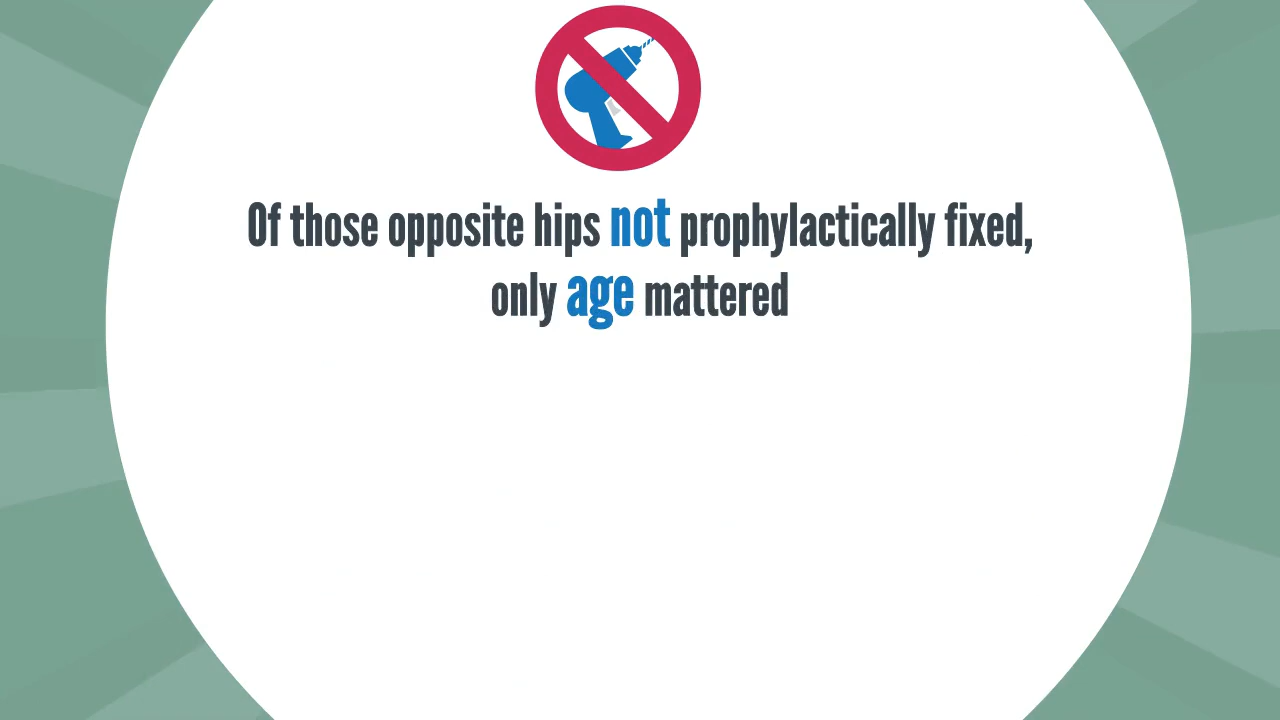 Of those opposite hips not prophylactically fixed,
only age mattered